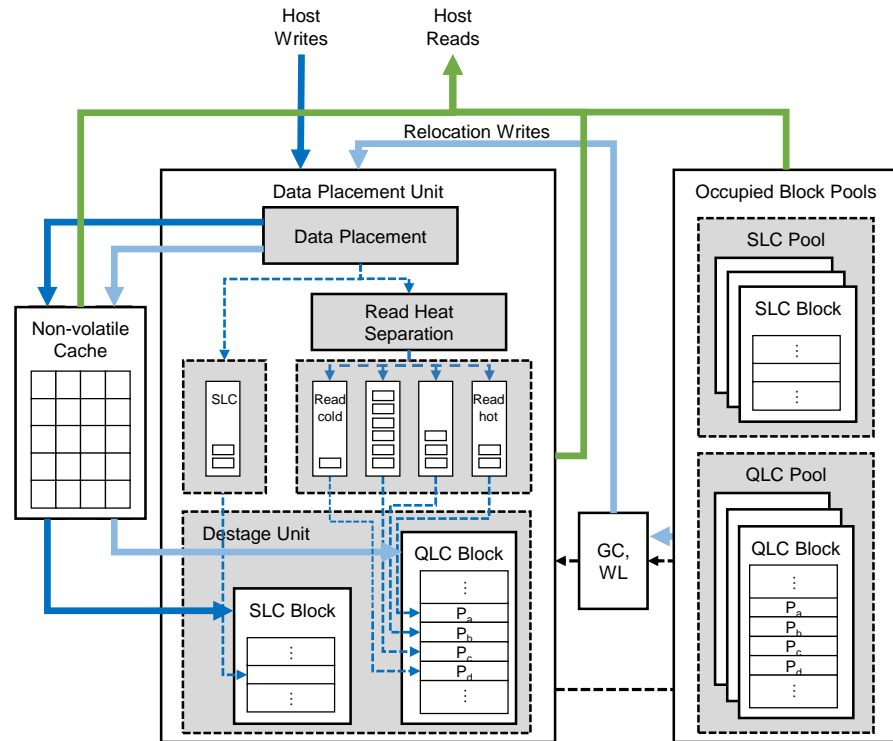 Host
Writes
Host
Reads
Relocation Writes
Data Placement Unit
Data Placement
Read Heat
Separation
Non-volatile
Cache
SLC
Read
cold
Read
hot
Destage Unit
SLC Block
⋮
⋮
QLC Block
⋮
Pa
Pb
Pc
Pd
⋮
GC,
WL
Occupied Block Pools
SLC Pool
SLC Block
⋮
⋮
QLC Pool
QLC Block
⋮
Pa
Pb
Pc
Pd
⋮